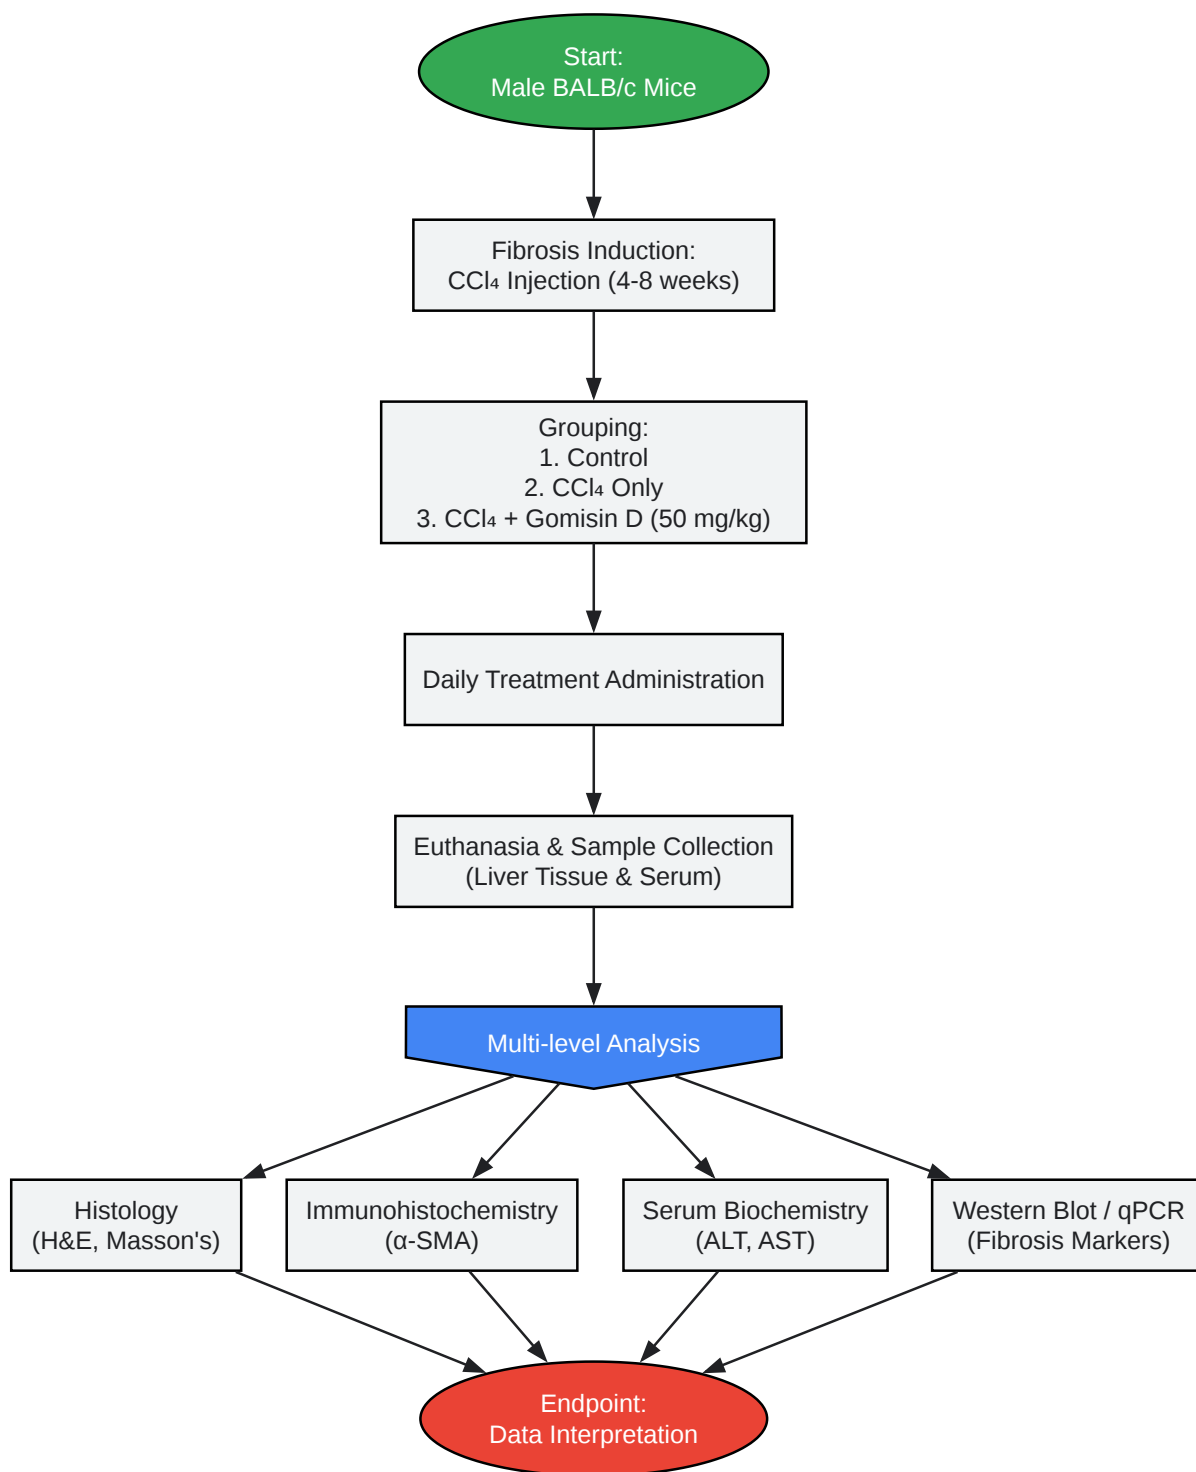 Start:
Male BALB/c Mice
Fibrosis Induction:
CCl₄ Injection (4-8 weeks)
Grouping:
1. Control
2. CCl₄ Only
3. CCl₄ + Gomisin D (50 mg/kg)
Daily Treatment Administration
Euthanasia & Sample Collection
(Liver Tissue & Serum)
Multi-level Analysis
Histology
(H&E, Masson's)
Immunohistochemistry
(α-SMA)
Serum Biochemistry
(ALT, AST)
Western Blot / qPCR
(Fibrosis Markers)
Endpoint:
Data Interpretation